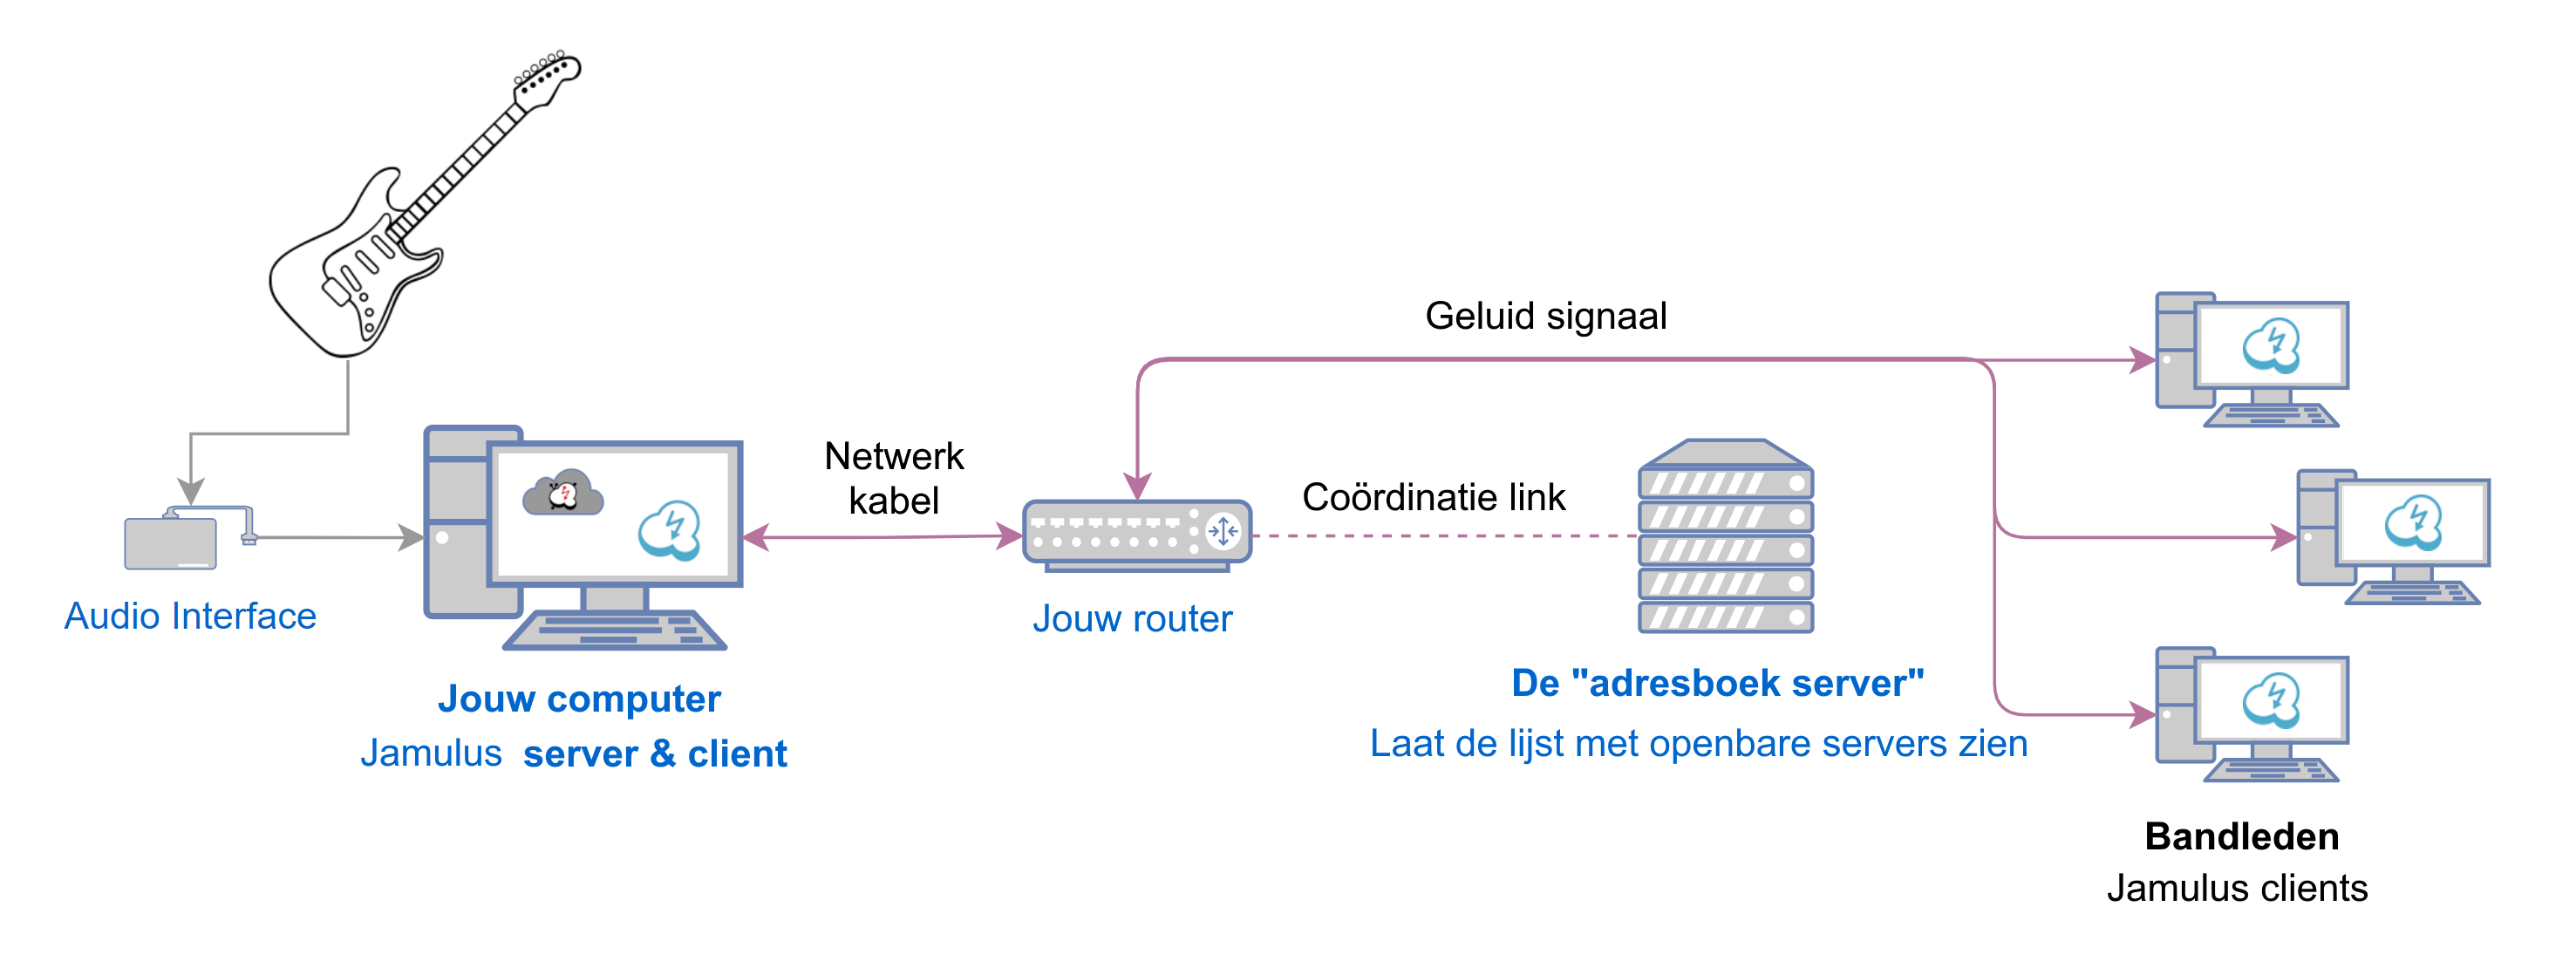 Geluid signaal
Netwerk
kabel
Coördinatie link
Audio Interface
Jouw router
Jouw computer
Jamulus server & client
De "adresboek server"
Laat de lijst met openbare servers zien
Bandleden
Jamulus clients